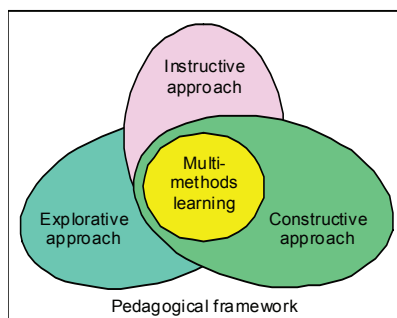 Instructive
approach
Multi-
methods
learning
Explorative
approach
Constructive
approach
Pedagogical framework